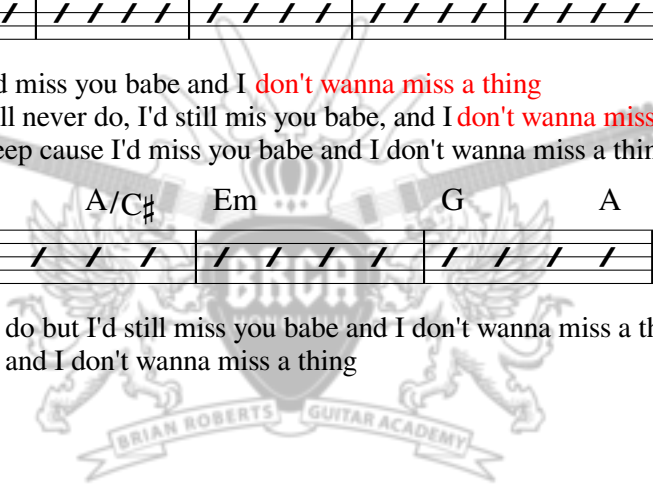 d miss you babe and I don't wanna miss a thing
ll never do, I'd still mis you babe, and I don't wanna miss
eep cause I'd miss you babe and I don't wanna miss a thin
A/C♯ Em G A
BRGA
do but I'd still miss you babe and I don't wanna miss a th
and I don't wanna miss a thing
BRIAN ROBERTS GUITAR ACADEMY